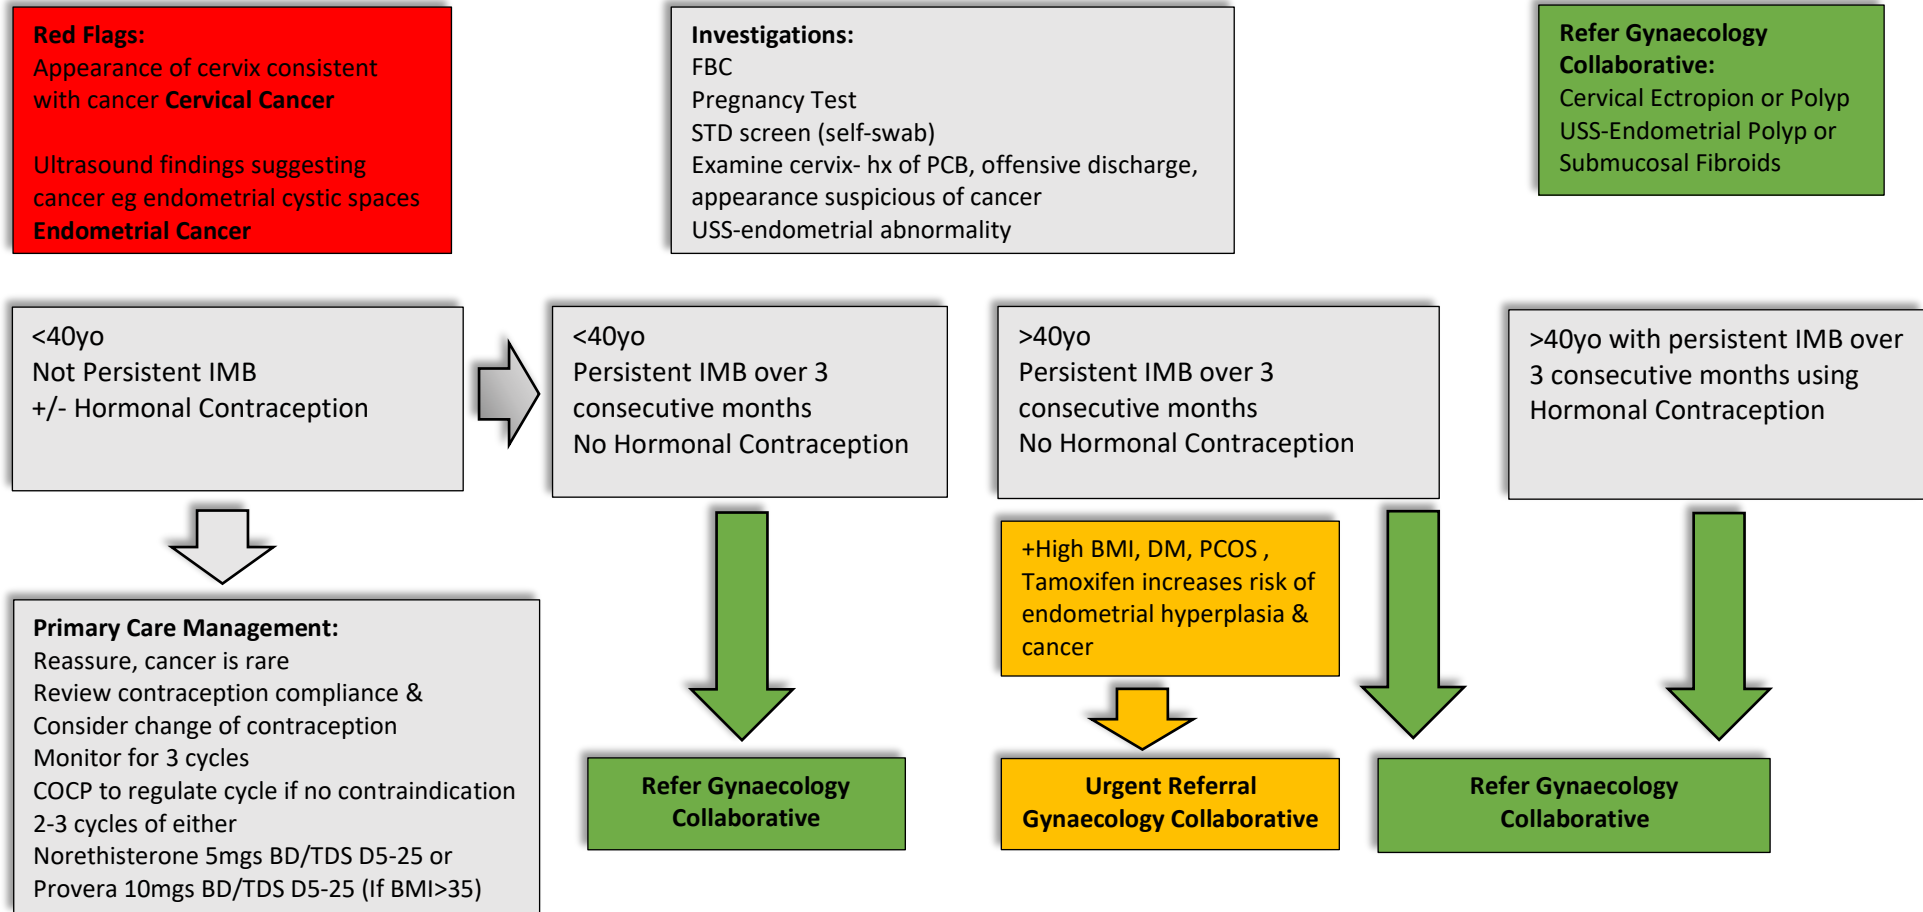 Red Flags:
Appearance of cervix consistent
with cancer Cervical Cancer
Ultrasound findings suggesting
cancer eg endometrial cystic spaces
Endometrial Cancer
Investigations:
FBC
Pregnancy Test
STD screen (self-swab)
Examine cervix- hx of PCB, offensive discharge,
appearance suspicious of cancer
USS-endometrial abnormality
Refer Gynaecology
Collaborative:
Cervical Ectropion or Polyp
USS-Endometrial Polyp or
Submucosal Fibroids
<40yo
Not Persistent IMB
+/- Hormonal Contraception
<40yo
Persistent IMB over 3
consecutive months
No Hormonal Contraception
>40yo
Persistent IMB over 3
consecutive months
No Hormonal Contraception
>40yo with persistent IMB over
3 consecutive months using
Hormonal Contraception
+High BMI, DM, PCOS ,
Tamoxifen increases risk of
endometrial hyperplasia &
cancer
Primary Care Management:
Reassure, cancer is rare
Review contraception compliance &
Consider change of contraception
Monitor for 3 cycles
COCP to regulate cycle if no contraindication
2-3 cycles of either
Norethisterone 5mgs BD/TDS D5-25 or
Provera 10mgs BD/TDS D5-25 (If BMI>35)
Refer Gynaecology
Collaborative
Urgent Referral
Gynaecology Collaborative
Refer Gynaecology
Collaborative